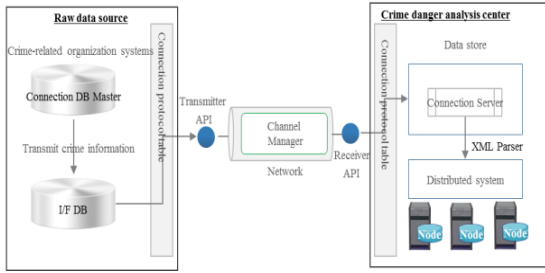 Raw data source
Crime-related organization systems
Connection DB Master
Transmit crime information
I/F DB
Connection protocol table
Transmitter
API
Channel
Manager
Network
Receiver
API
Connection protocol table
Crime danger analysis center
Data store
Connection Server
XML Parser
Distributed system
Node
Node
Node